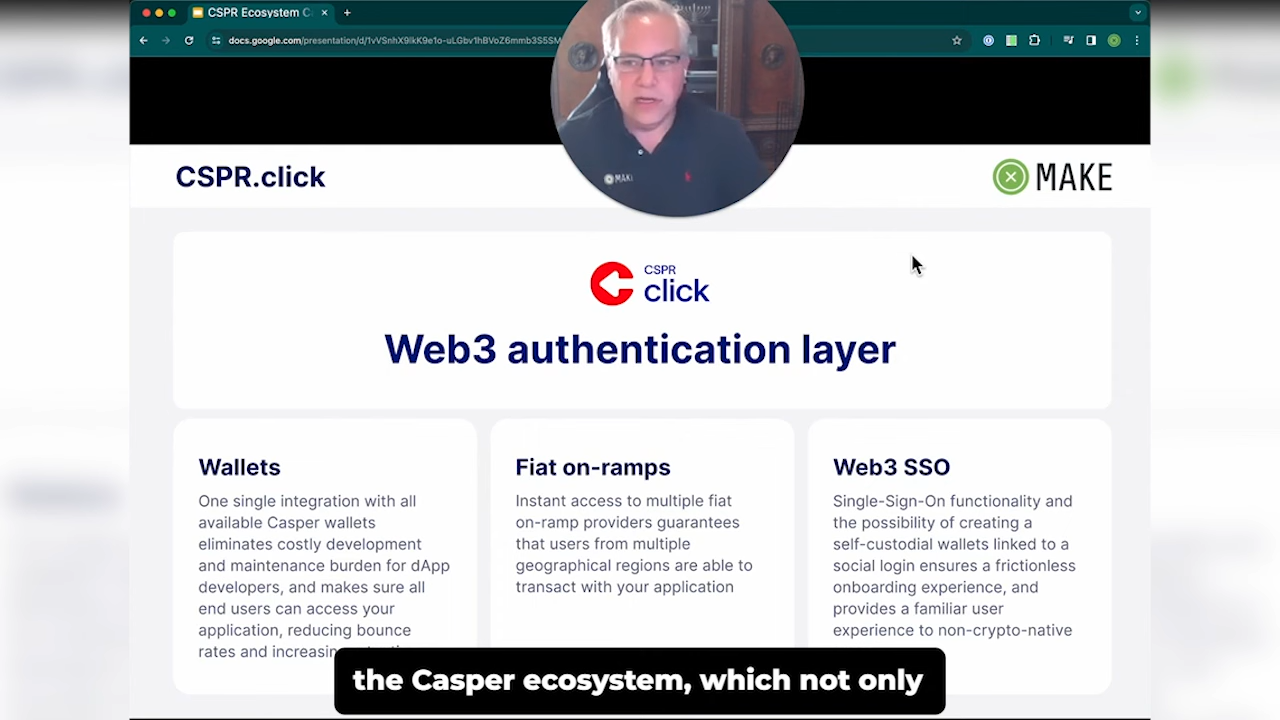 CSPR Ecosystem C
docs.google.com/presentation/d/1vVSnhX9lkK9e1o-uLGbv1hBVoZ6mmb3S5SM
CSPR.click
MAKE
MAKE
CSPR
click
Web3 authentication layer
Wallets
One single integration with all
available Casper wallets
eliminates costly development
and maintenance burden for dApp
developers, and makes sure all
end users can access your
application, reducing bounce
rates and increasing
Fiat on-ramps
Instant access to multiple fiat
on-ramp providers guarantees
that users from multiple
geographical regions are able to
transact with your application
Web3 SSO
Single-Sign-On functionality and
the possibility of creating a
self-custodial wallets linked to a
social login ensures a frictionless
onboarding experience, and
provides a familiar user
experience to non-crypto-native
the Casper ecosystem, which not only